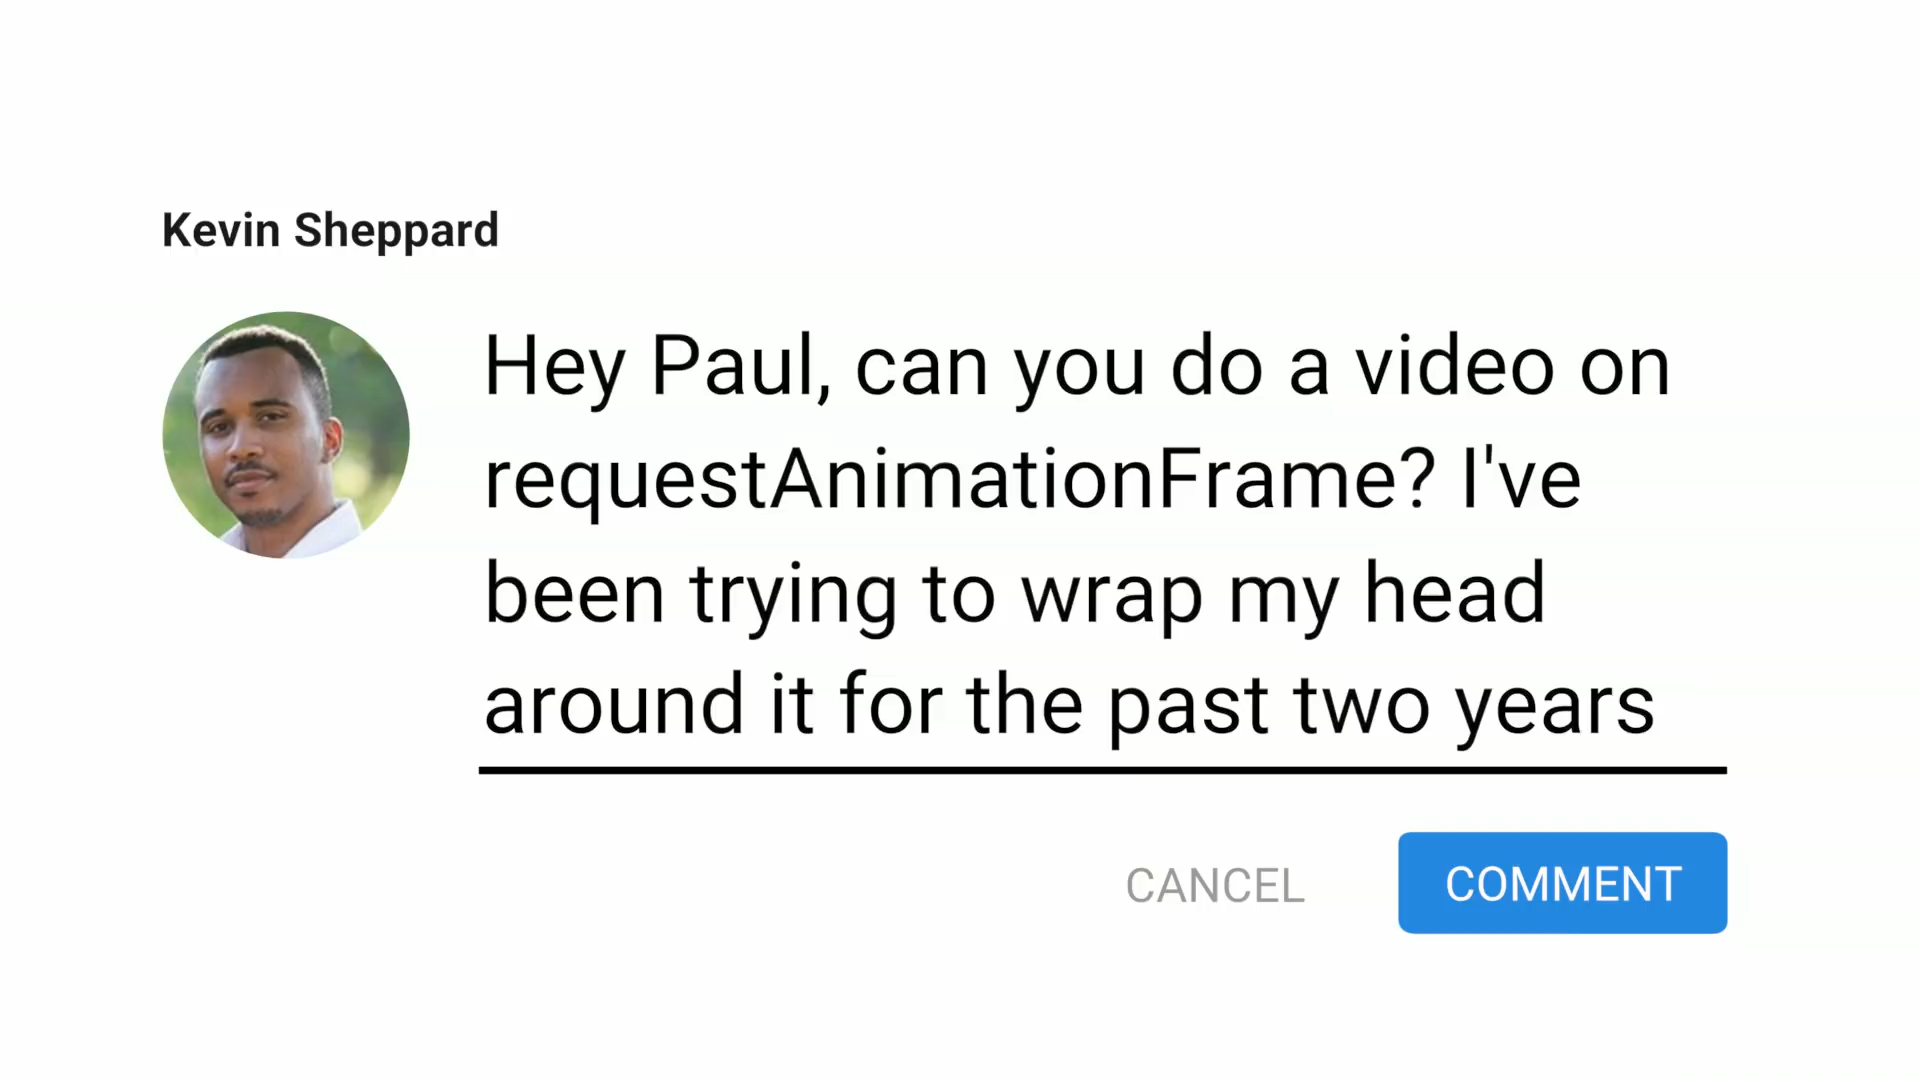 Kevin Sheppard
Hey Paul, can you do a video on
requestAnimationFrame? I've
been trying to wrap my head
around it for the past two years
CANCEL
COMMENT